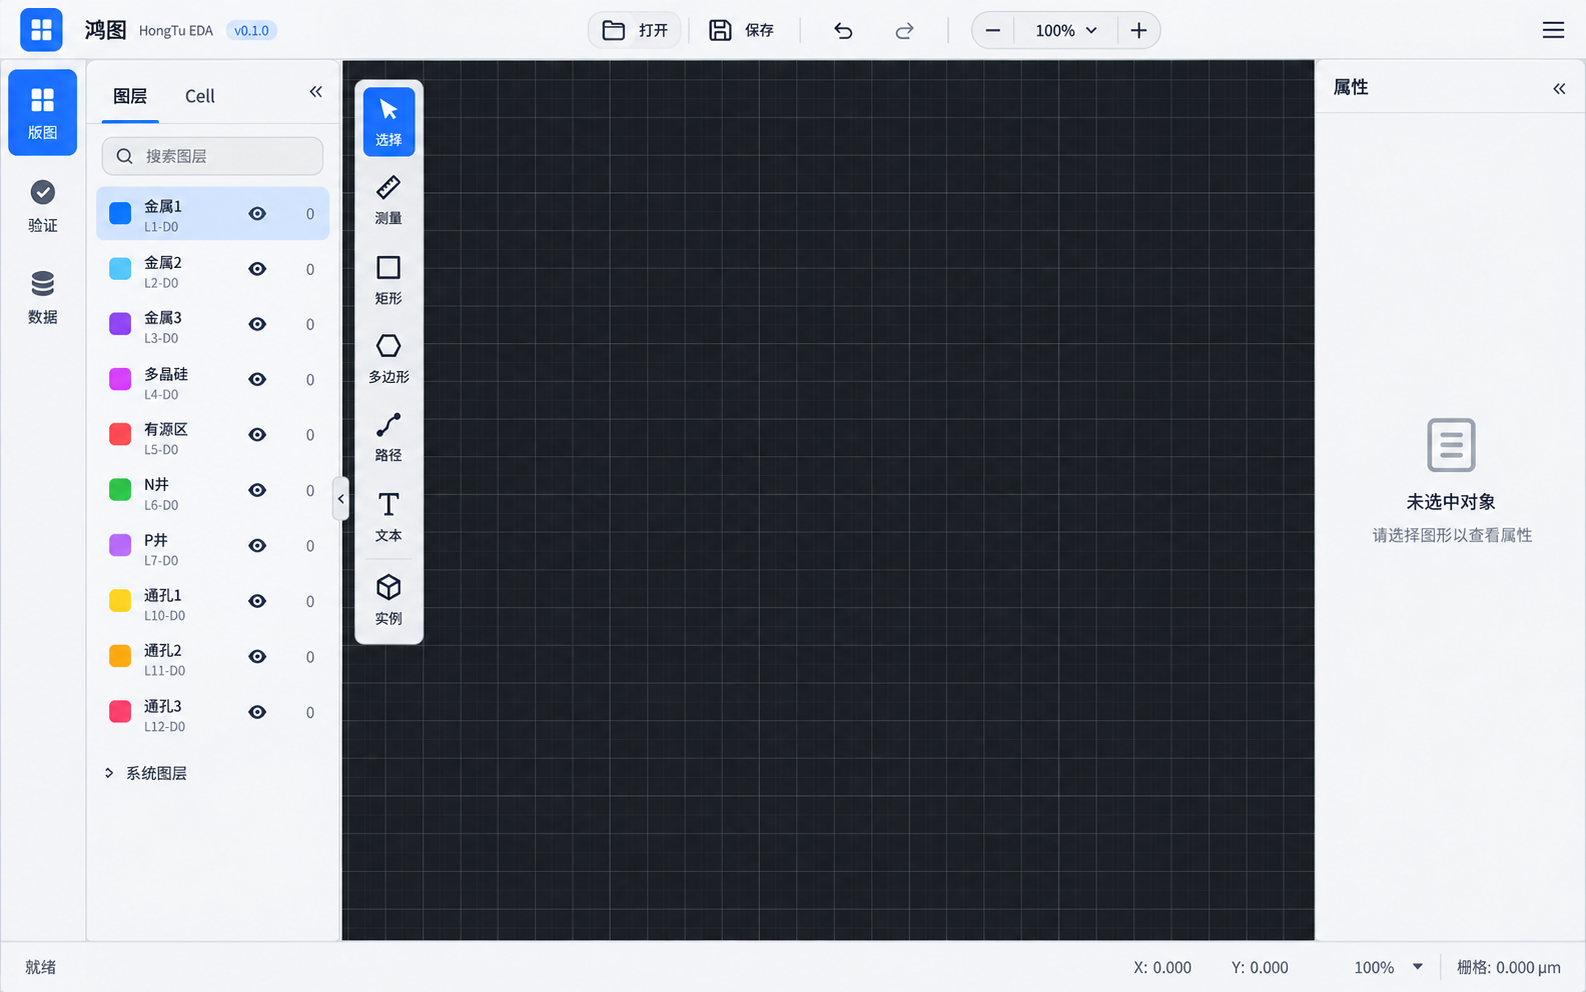 鸿图 HongTu EDA v0.1.0
打开
保存
100%
版图
验证
数据
图层 Cell
搜索图层
金属1 0
L1-D0
金属2 0
L2-D0
金属3 0
L3-D0
多晶硅 0
L4-D0
有源区 0
L5-D0
N井 0
L6-D0
P井 0
L7-D0
通孔1 0
L10-D0
通孔2 0
L11-D0
通孔3 0
L12-D0
系统图层
选择
测量
矩形
多边形
路径
文本
实例
属性
未选中对象
请选择图形以查看属性
就绪
X: 0.000 Y: 0.000 100% 栅格: 0.000 μm